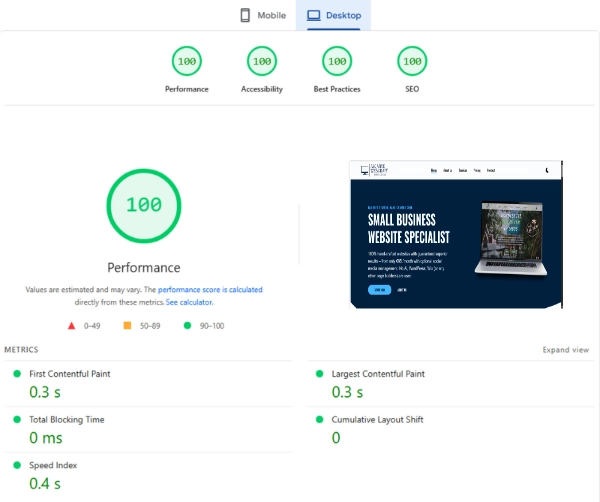 Mobile
Desktop
100
100
100
100
Performance
Accessibility
Best Practices
SEO
100
Performance
Values are estimated and may vary. The performance score is calculated
directly from these metrics. See calculator.
0–49
50–89
90–100
SMALL BUSINESS
WEBSITE SPECIALIST
METRICS
Expand view
First Contentful Paint
0.3 s
Largest Contentful Paint
0.3 s
Total Blocking Time
0 ms
Cumulative Layout Shift
0
Speed Index
0.4 s